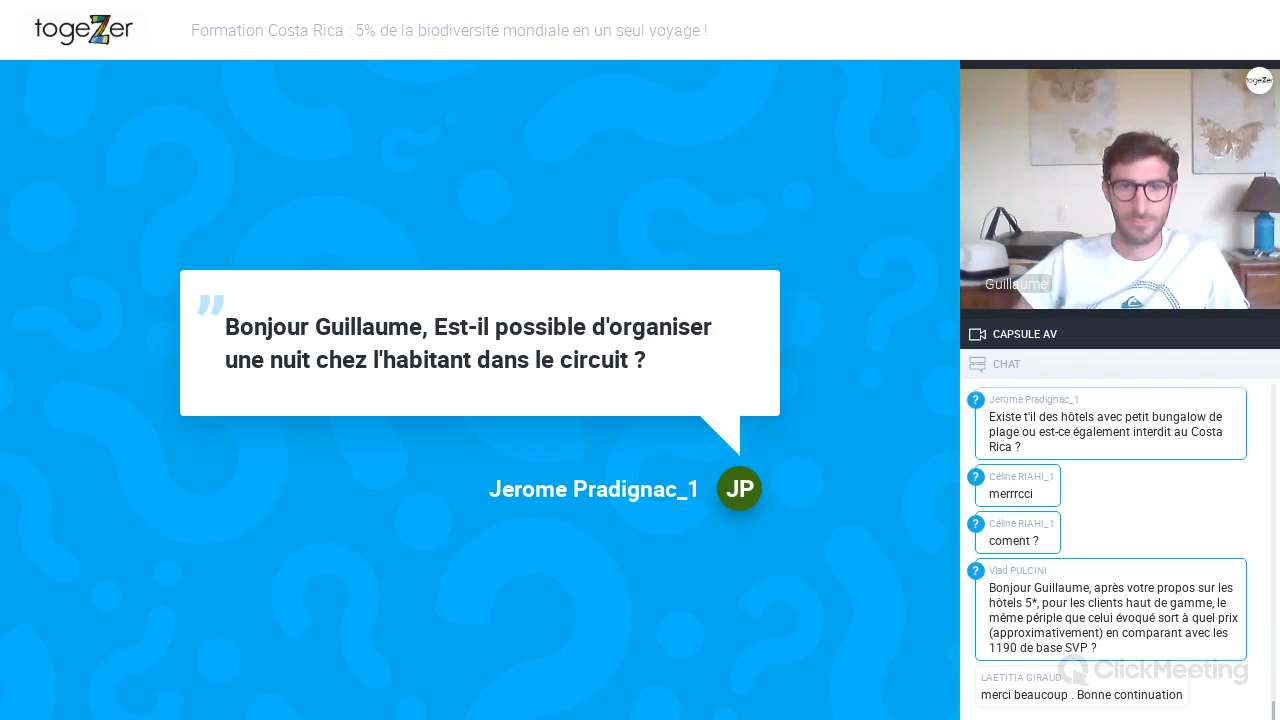 togeZzer
Formation Costa Rica : 5% de la biodiversité mondiale en un seul voyage !
Bonjour Guillaume, Est-il possible d'organiser
une nuit chez l'habitant dans le circuit ?
Jerome Pradignac_1
JP
togeZzer
Guillaume
CAPSULE AV
CHAT
?
Jerome Pradignac_1
Existe t'il des hôtels avec petit bungalow de
plage ou est-ce également interdit au Costa
Rica ?
?
Céline RIAHI_1
merrrcci
?
Céline RIAHI_1
coment ?
?
Vlad PULCINI
Bonjour Guillaume, après votre propos sur les
hôtels 5*, pour les clients haut de gamme, le
même périple que celui évoqué sort à quel prix
(approximativement) en comparant avec les
1190 de base SVP ?
ClickMeeting
LAETITIA GIRAUD
merci beaucoup . Bonne continuation